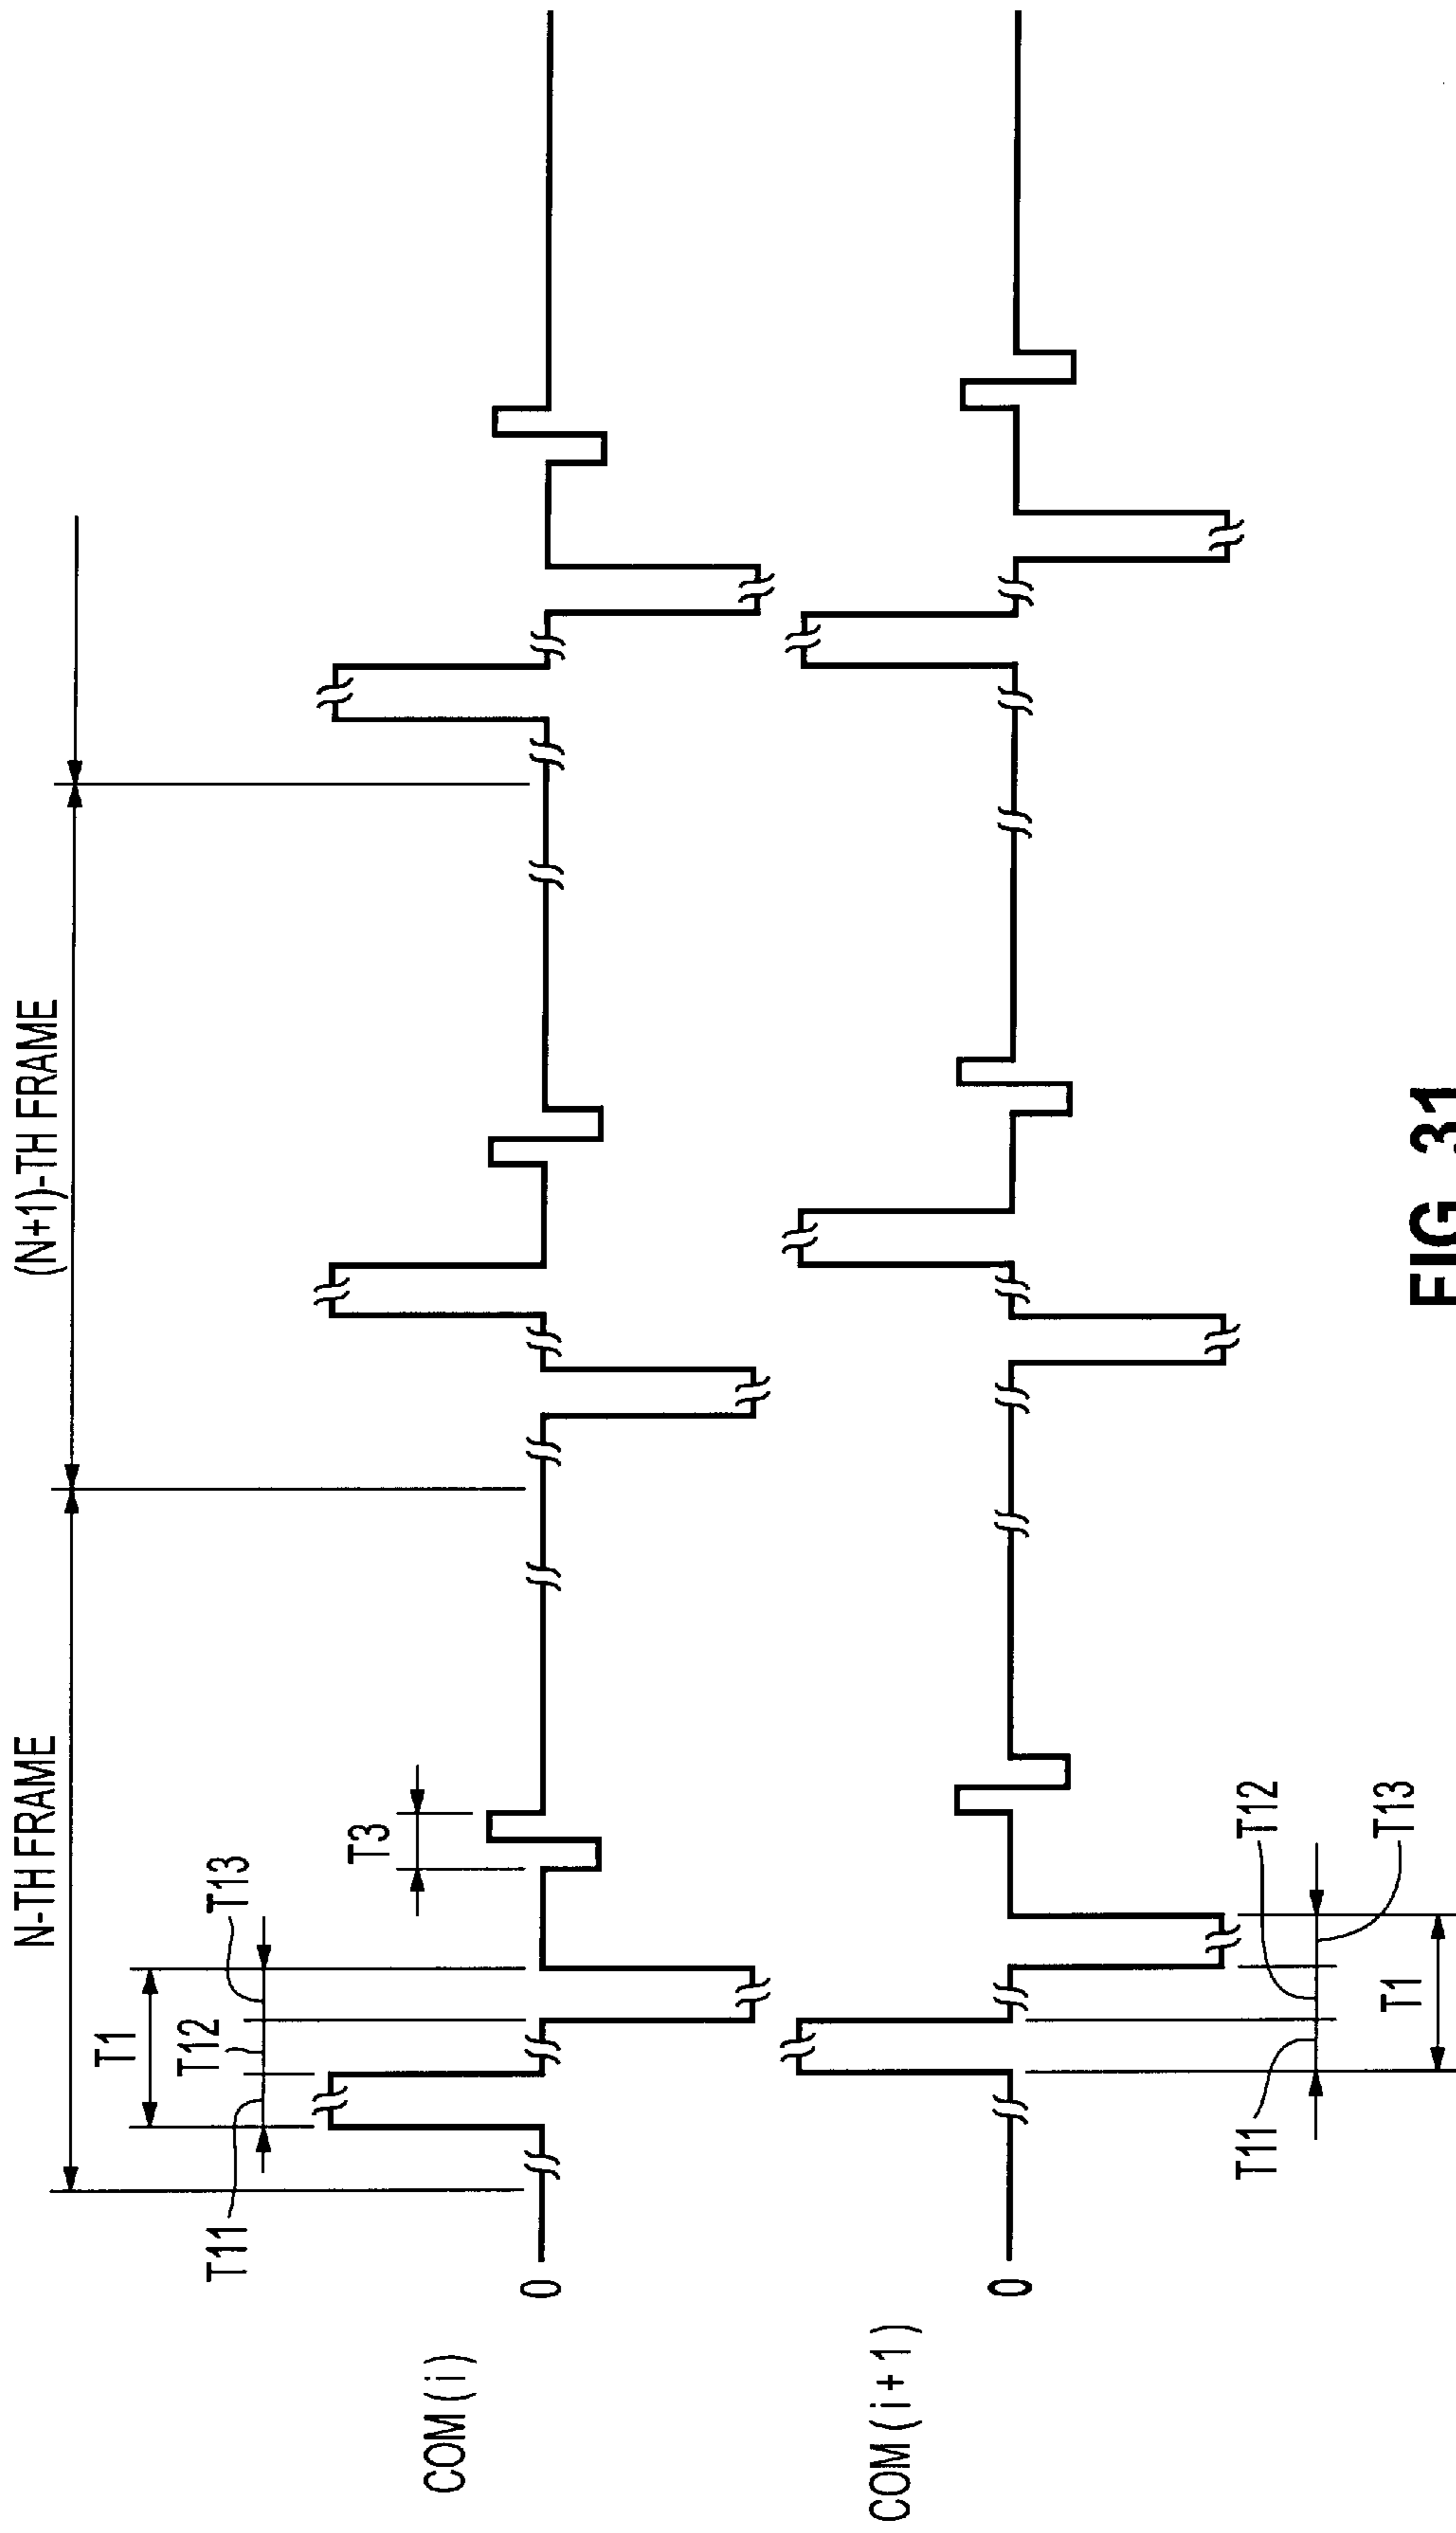 N-TH FRAME
(N+1)-TH FRAME
T1
T11
T12
T13
T3
COM (i)
0
COM (i+1)
0
T11
T12
T13
T1
FIG. 31